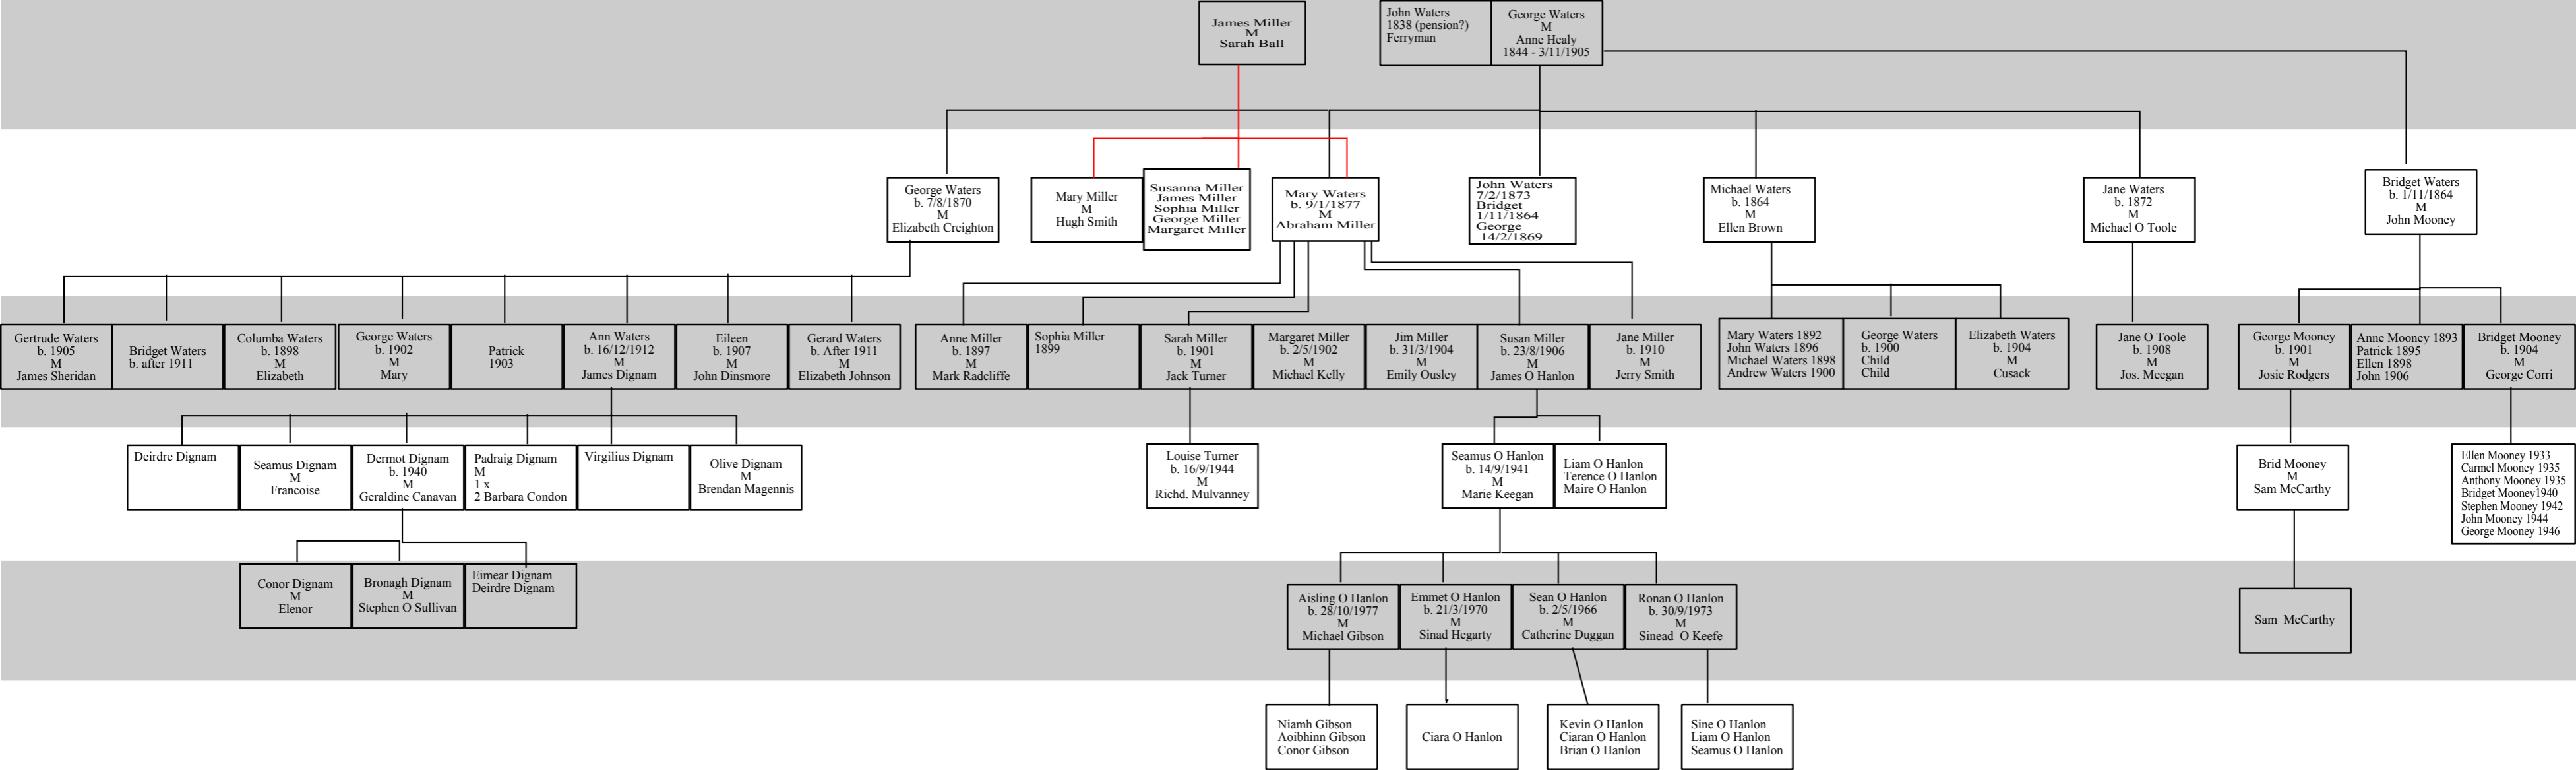 James Miller
M
Sarah Ball
John Waters
1838 (pension?)
Ferryman
George Waters
M
Anne Healy
1844 - 3/11/1905
George Waters
b. 7/8/1870
M
Elizabeth Creighton
Mary Miller
M
Hugh Smith
Susanna Miller
James Miller
Sophia Miller
George Miller
Margaret Miller
Mary Waters
b. 9/1/1877
M
Abraham Miller
John Waters
7/2/1873
Bridget
1/11/1864
George
14/2/1869
Michael Waters
b. 1864
M
Ellen Brown
Jane Waters
b. 1872
M
Michael O Toole
Bridget Waters
b. 1/11/1864
M
John Mooney
Gertrude Waters
b. 1905
M
James Sheridan
Bridget Waters
b. after 1911
Columba Waters
b. 1898
M
Elizabeth
George Waters
b. 1902
M
Mary
Patrick
1903
Ann Waters
b. 16/12/1912
M
James Dignam
Eileen
b. 1907
M
John Dinsmore
Gerard Waters
b. After 1911
M
Elizabeth Johnson
Anne Miller
b. 1897
M
Mark Radcliffe
Sophia Miller
1899
Sarah Miller
b. 1901
M
Jack Turner
Margaret Miller
b. 2/5/1902
M
Michael Kelly
Jim Miller
b. 31/3/1904
M
Emily Ousley
Susan Miller
b. 23/8/1906
M
James O Hanlon
Jane Miller
b. 1910
M
Jerry Smith
Mary Waters 1892
John Waters 1896
Michael Waters 1898
Andrew Waters 1900
George Waters
b. 1900
Child
Child
Elizabeth Waters
b. 1904
M
Cusack
Jane O Toole
b. 1908
M
Jos. Meegan
George Mooney
b. 1901
M
Josie Rodgers
Anne Mooney 1893
Patrick 1895
Ellen 1898
John 1906
Bridget Mooney
b. 1904
M
George Corri
Deirdre Dignam
Seamus Dignam
M
Francoise
Dermot Dignam
b. 1940
M
Geraldine Canavan
Padraig Dignam
M
1 x
2 Barbara Condon
Virgilius Dignam
Olive Dignam
M
Brendan Magennis
Louise Turner
b. 16/9/1944
M
Richd. Mulvanney
Seamus O Hanlon
b. 14/9/1941
M
Marie Keegan
Liam O Hanlon
Terence O Hanlon
Maire O Hanlon
Brid Mooney
M
Sam McCarthy
Ellen Mooney 1933
Carmel Mooney 1935
Anthony Mooney 1935
Bridget Mooney1940
Stephen Mooney 1942
John Mooney 1944
George Mooney 1946
Conor Dignam
M
Elenor
Bronagh Dignam
M
Stephen O Sullivan
Eimear Dignam
Deirdre Dignam
Aisling O Hanlon
b. 28/10/1977
M
Michael Gibson
Emmet O Hanlon
b. 21/3/1970
M
Sinad Hegarty
Sean O Hanlon
b. 2/5/1966
M
Catherine Duggan
Ronan O Hanlon
b. 30/9/1973
M
Sinead O Keefe
Sam McCarthy
Niamh Gibson
Aoibhinn Gibson
Conor Gibson
Ciara O Hanlon
Kevin O Hanlon
Ciaran O Hanlon
Brian O Hanlon
Sine O Hanlon
Liam O Hanlon
Seamus O Hanlon